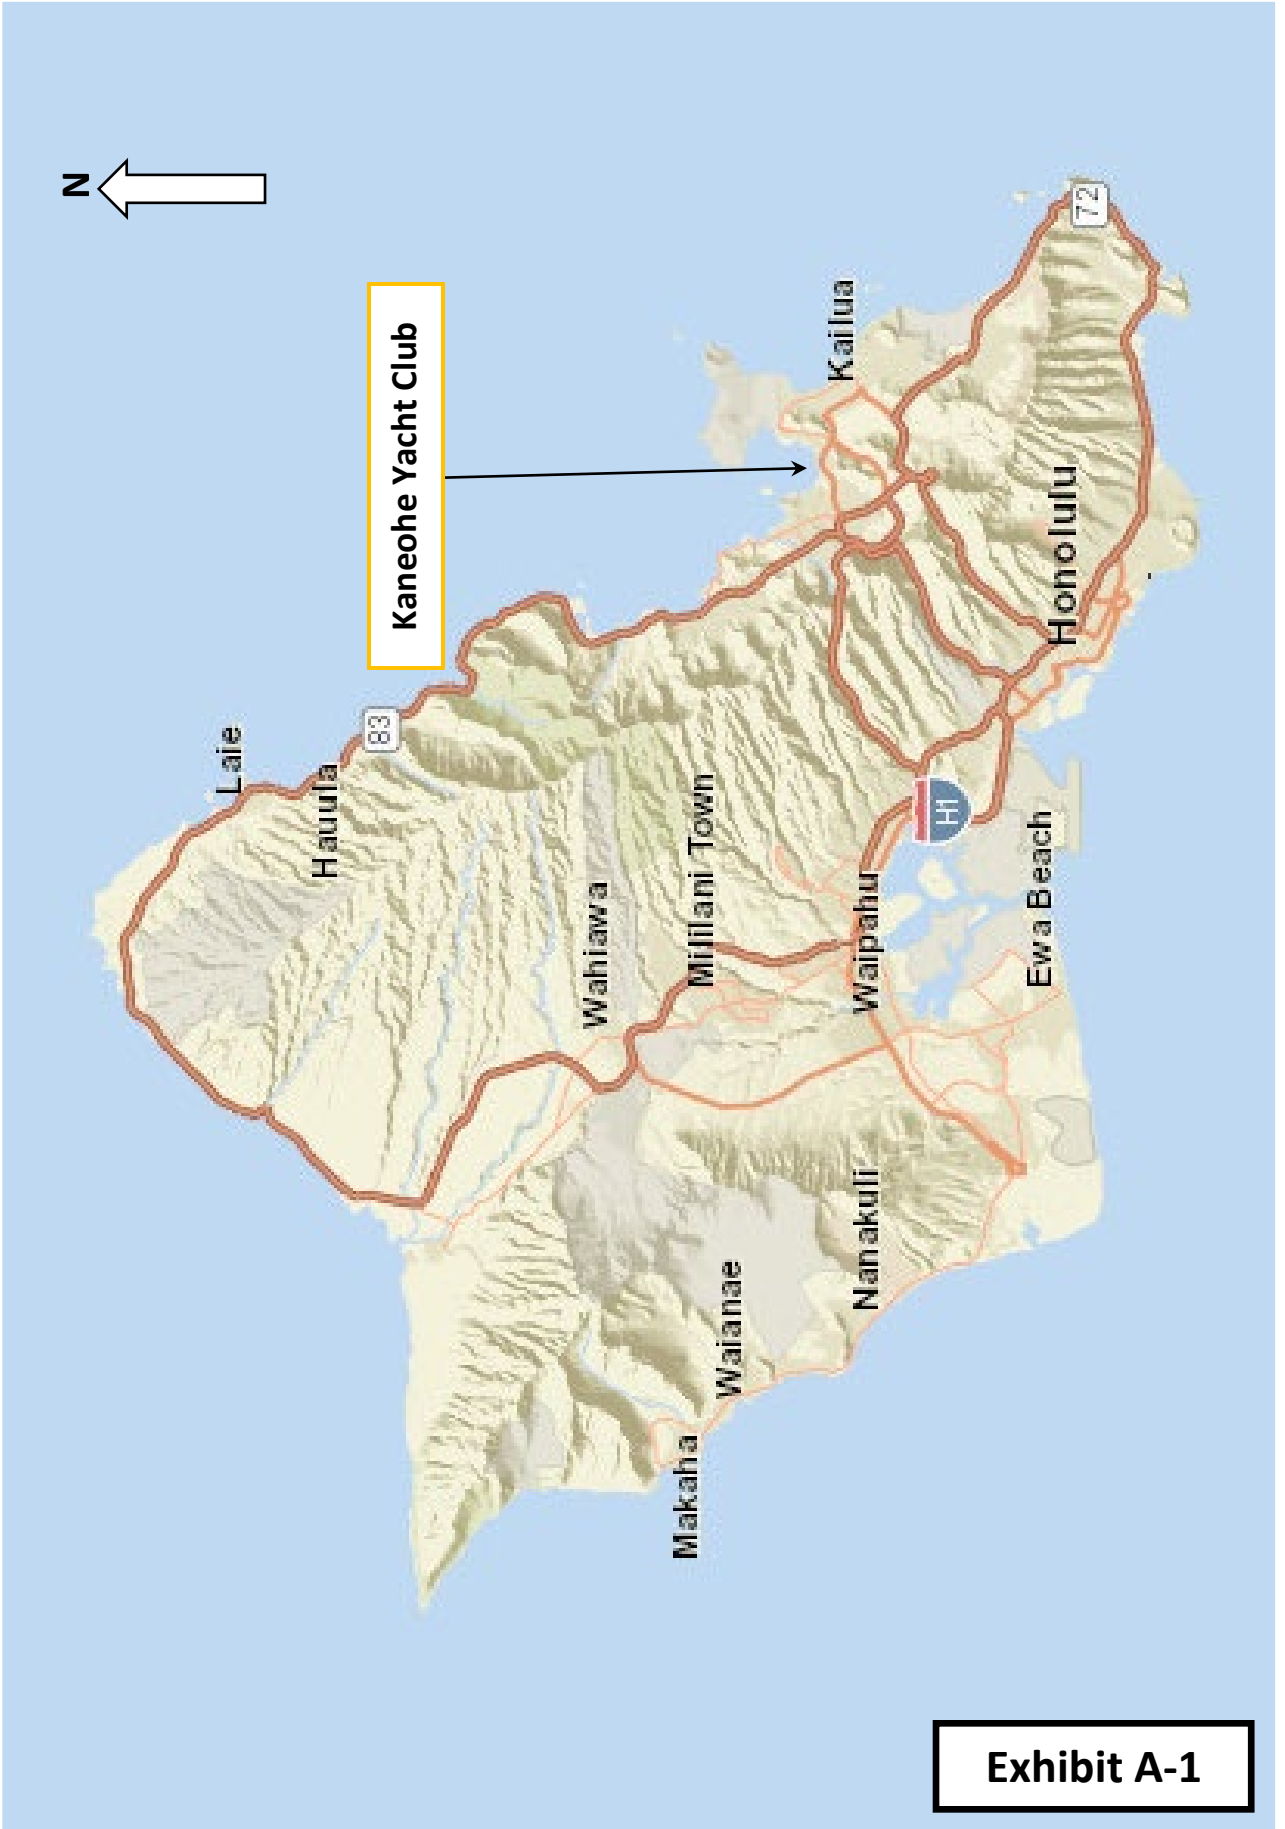 N
Kaneohe Yacht Club
Laie
83
Hauula
Kailua
72
Wahiawa
Mililani Town
Honolulu
H1
Waipahu
Ewa Beach
Makaha
Waianae
Nanakuli
Exhibit A-1